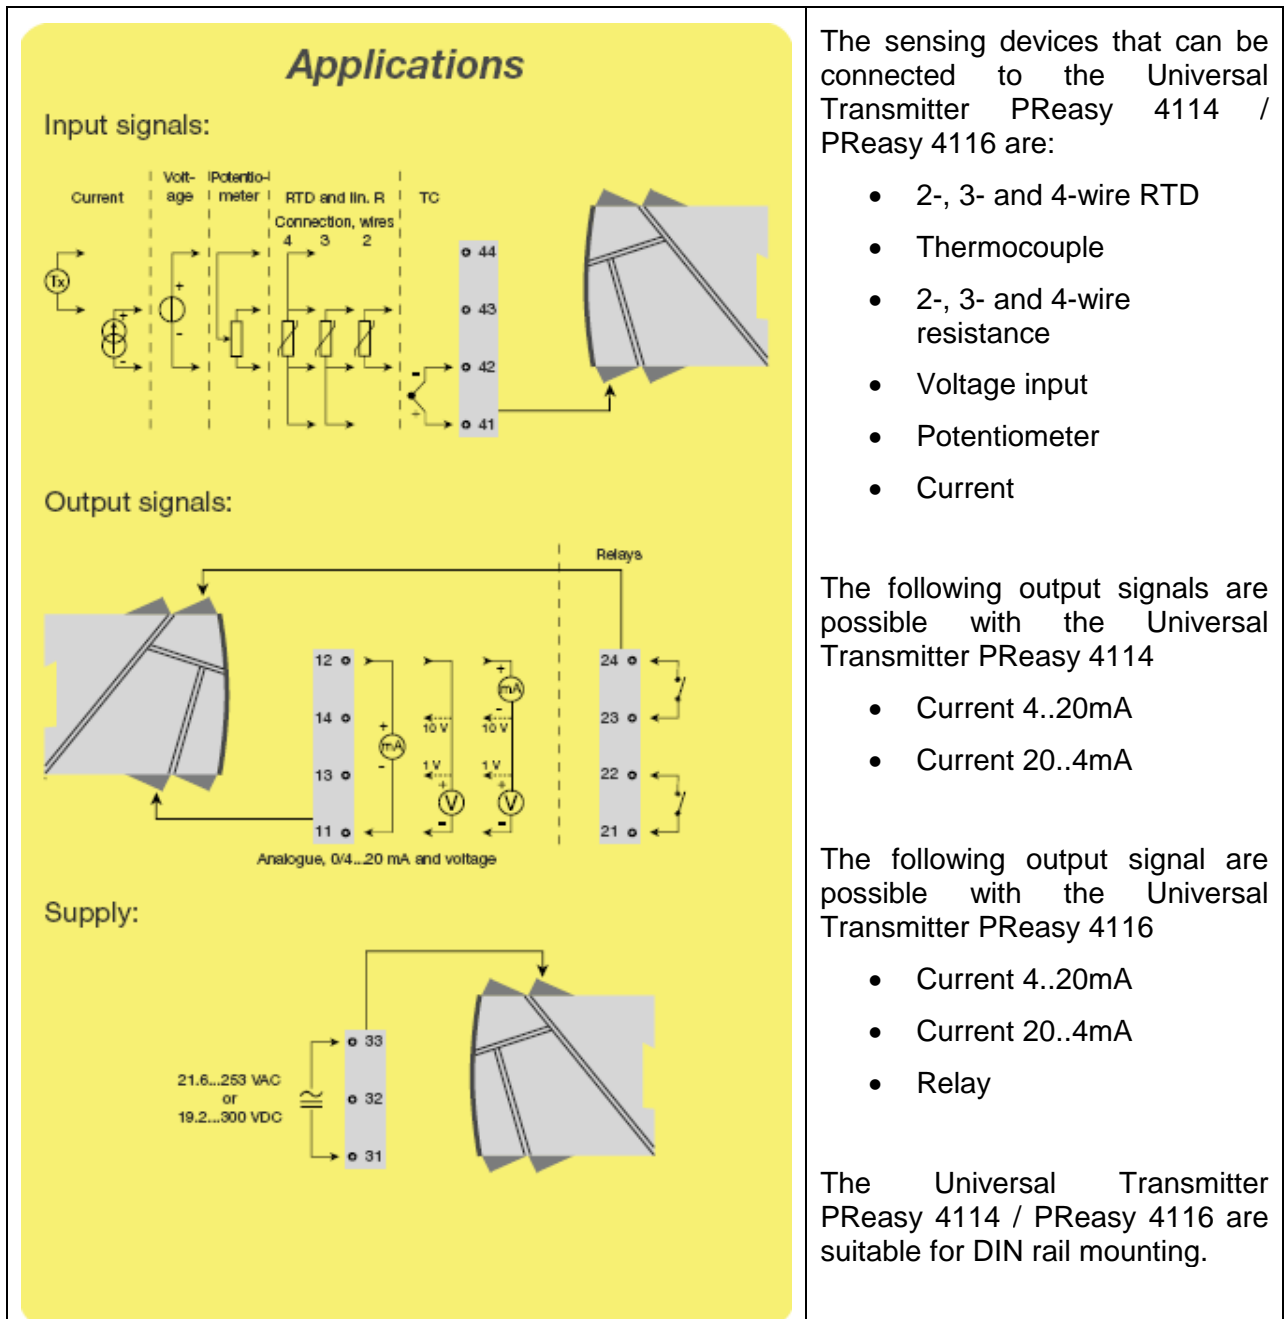 Applications
Input signals:
Current
Volt-
age
Potentio-
meter
RTD and lin. R
Connection, wires
4 3 2
TC
Tx
+
-
+
-
-
+
44
43
42
41
Output signals:
Relays
12
14
13
11
+
mA
-
10 V
1 V
+
V
-
+
mA
-
10 V
1 V
+
V
-
24
23
22
21
Analogue, 0/4...20 mA and voltage
Supply:
21.6...253 VAC
or
19.2...300 VDC
33
32
31
The sensing devices that can be
connected to the Universal
Transmitter PReasy 4114 /
PReasy 4116 are:
• 2-, 3- and 4-wire RTD
• Thermocouple
• 2-, 3- and 4-wire
resistance
• Voltage input
• Potentiometer
• Current
The following output signals are
possible with the Universal
Transmitter PReasy 4114
• Current 4..20mA
• Current 20..4mA
The following output signal are
possible with the Universal
Transmitter PReasy 4116
• Current 4..20mA
• Current 20..4mA
• Relay
The Universal Transmitter
PReasy 4114 / PReasy 4116 are
suitable for DIN rail mounting.